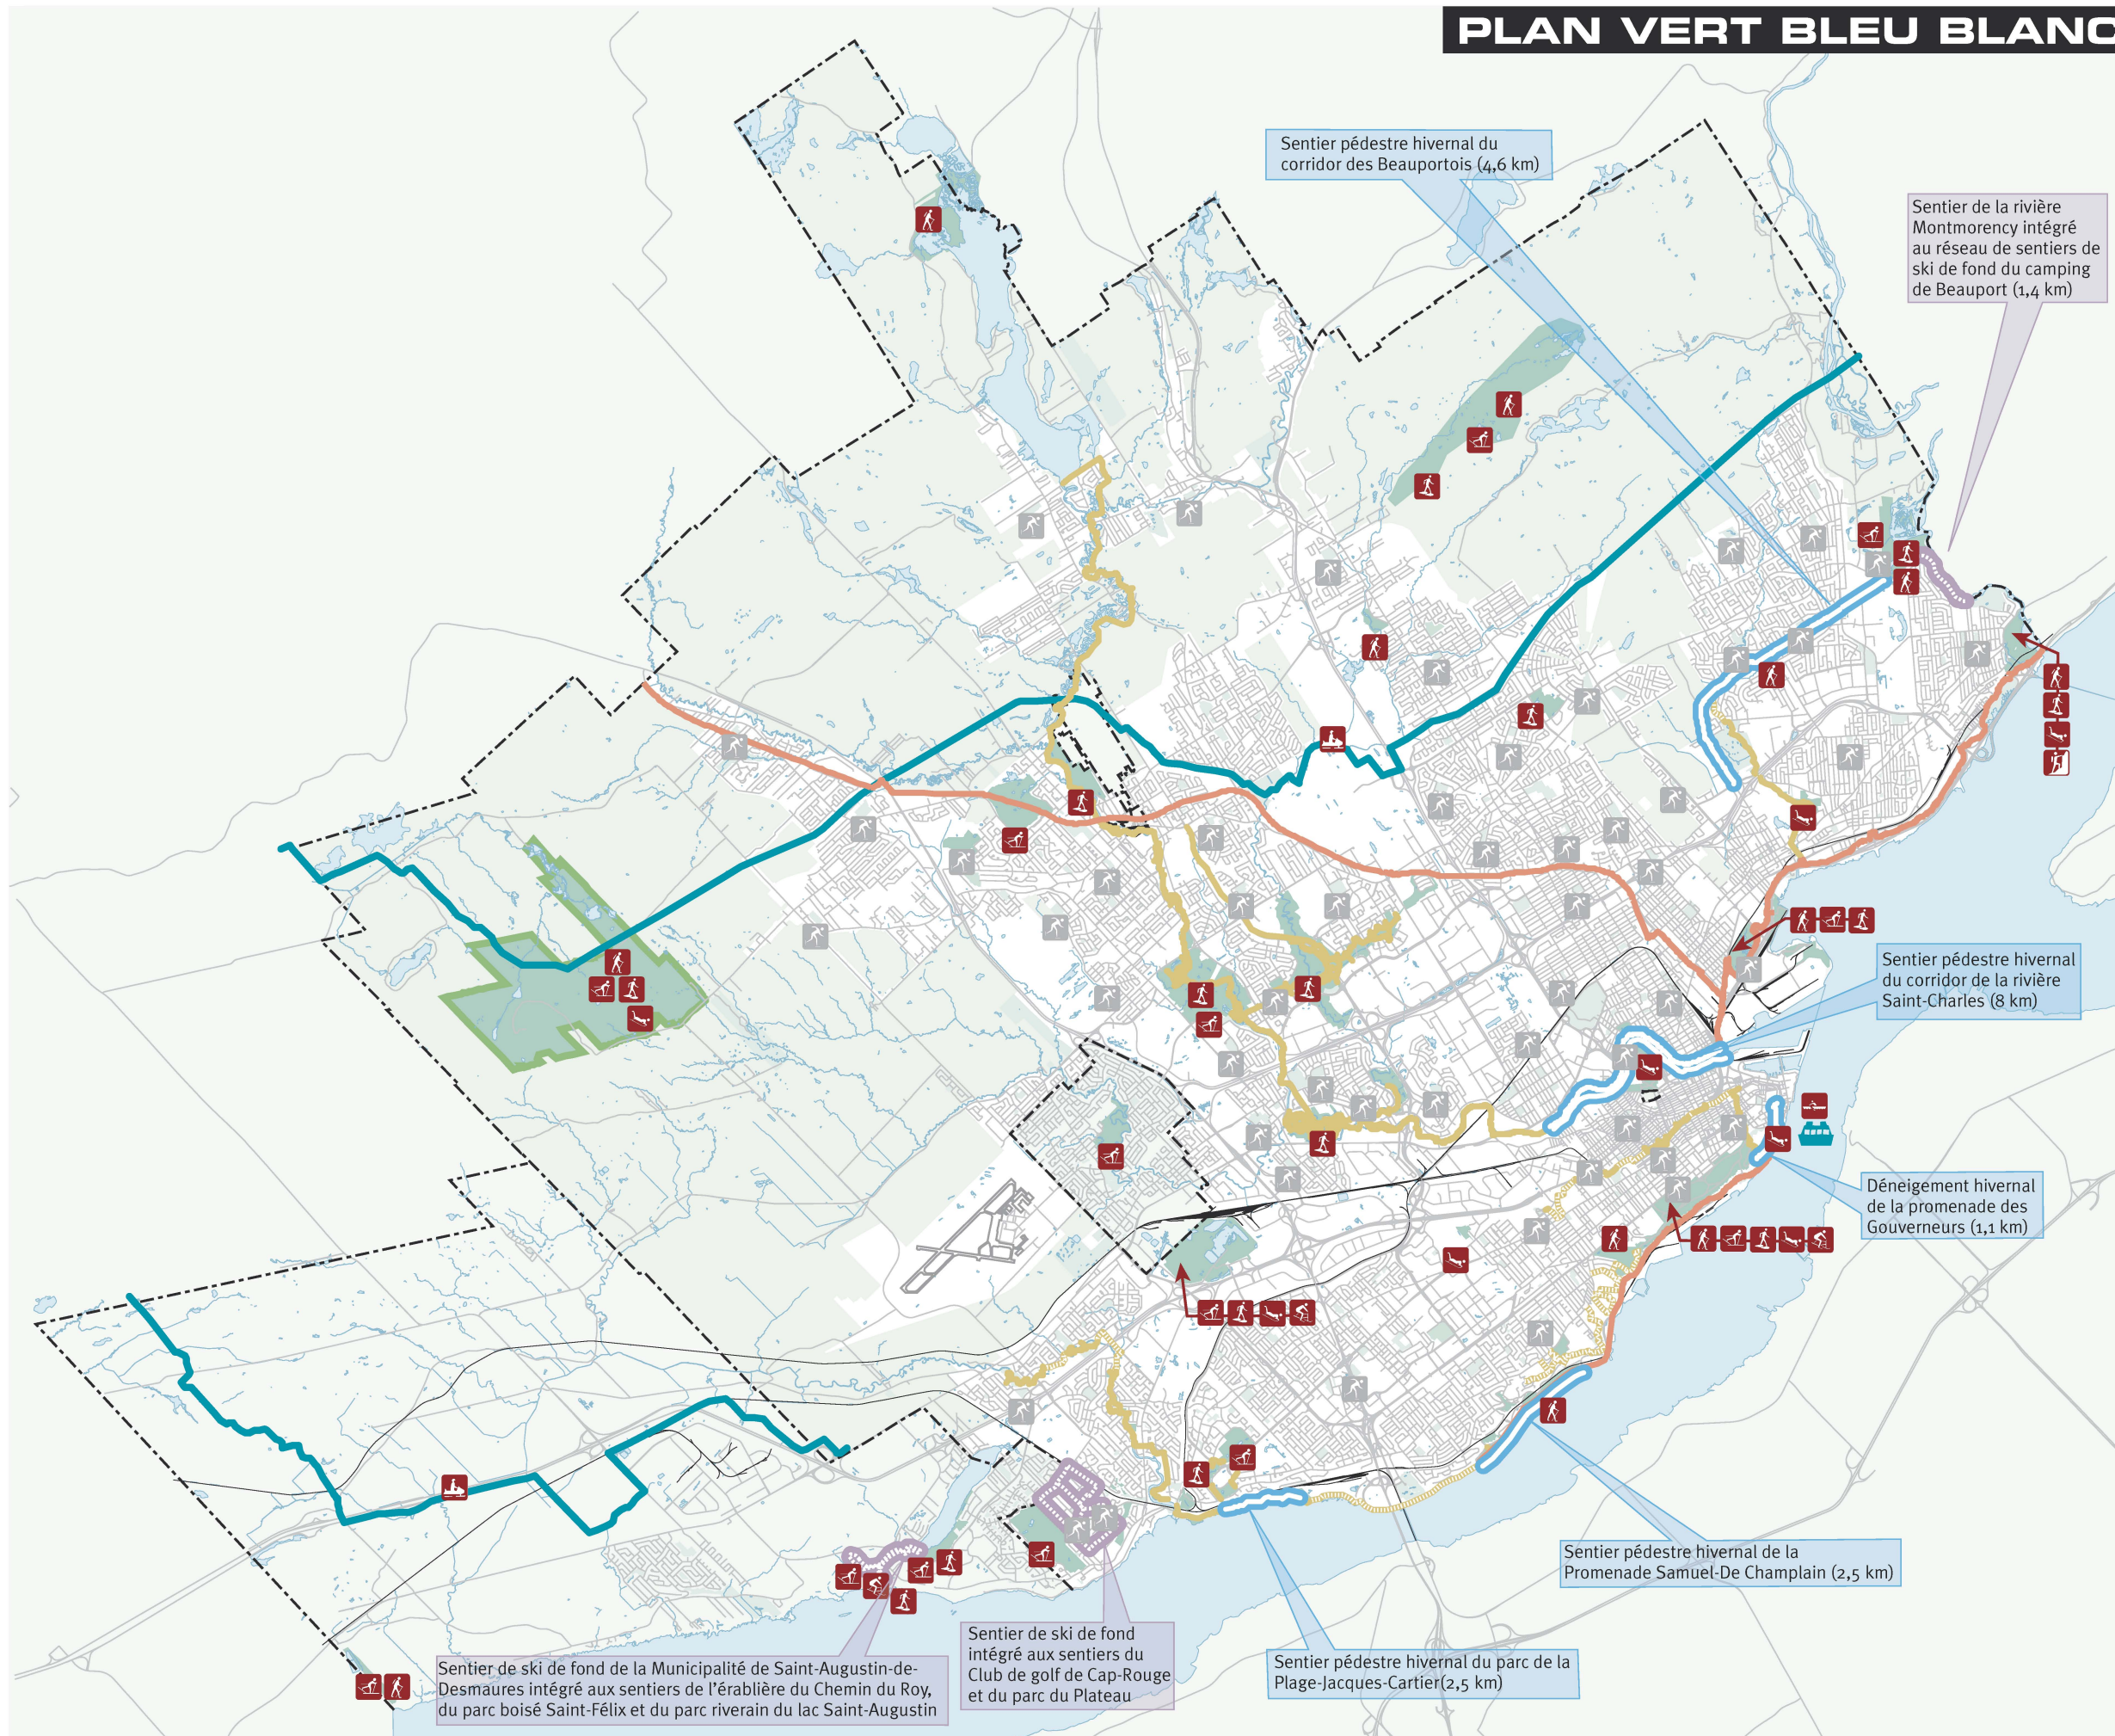 PLAN VERT BLEU BLANC
Sentier pédestre hivernal du
corridor des Beauportois (4,6 km)
Sentier de la rivière
Montmorency intégré
au réseau de sentiers de
ski de fond du camping
de Beauport (1,4 km)
Sentier pédestre hivernal
du corridor de la rivière
Saint-Charles (8 km)
Déneigement hivernal
de la promenade des
Gouverneurs (1,1 km)
Sentier pédestre hivernal de la
Promenade Samuel-De Champlain (2,5 km)
Sentier pédestre hivernal du parc de la
Plage-Jacques-Cartier(2,5 km)
Sentier de ski de fond
intégré aux sentiers du
Club de golf de Cap-Rouge
et du parc du Plateau
Sentier de ski de fond de la Municipalité de Saint-Augustin-de-
Desmaures intégré aux sentiers de l'érablière du Chemin du Roy,
du parc boisé Saint-Félix et du parc riverain du lac Saint-Augustin